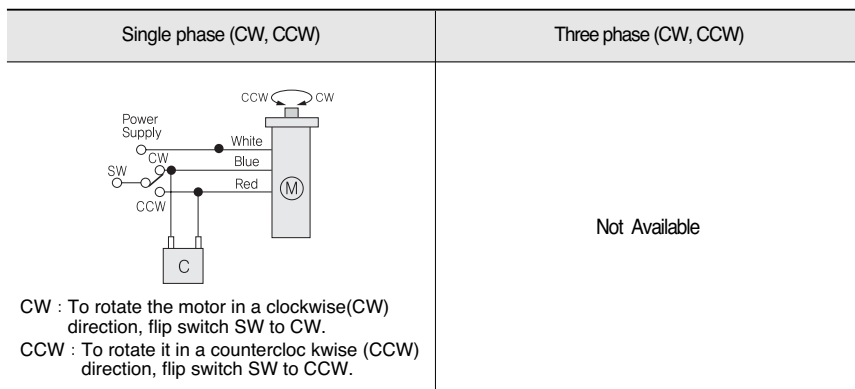 Single phase (CW, CCW)
Three phase (CW, CCW)
CCW CW
Power
Supply
White
CW
Blue
SW
Red
M
CCW
C
Not Available
CW : To rotate the motor in a clockwise(CW)
direction, flip switch SW to CW.
CCW : To rotate it in a countercloc kwise (CCW)
direction, flip switch SW to CCW.